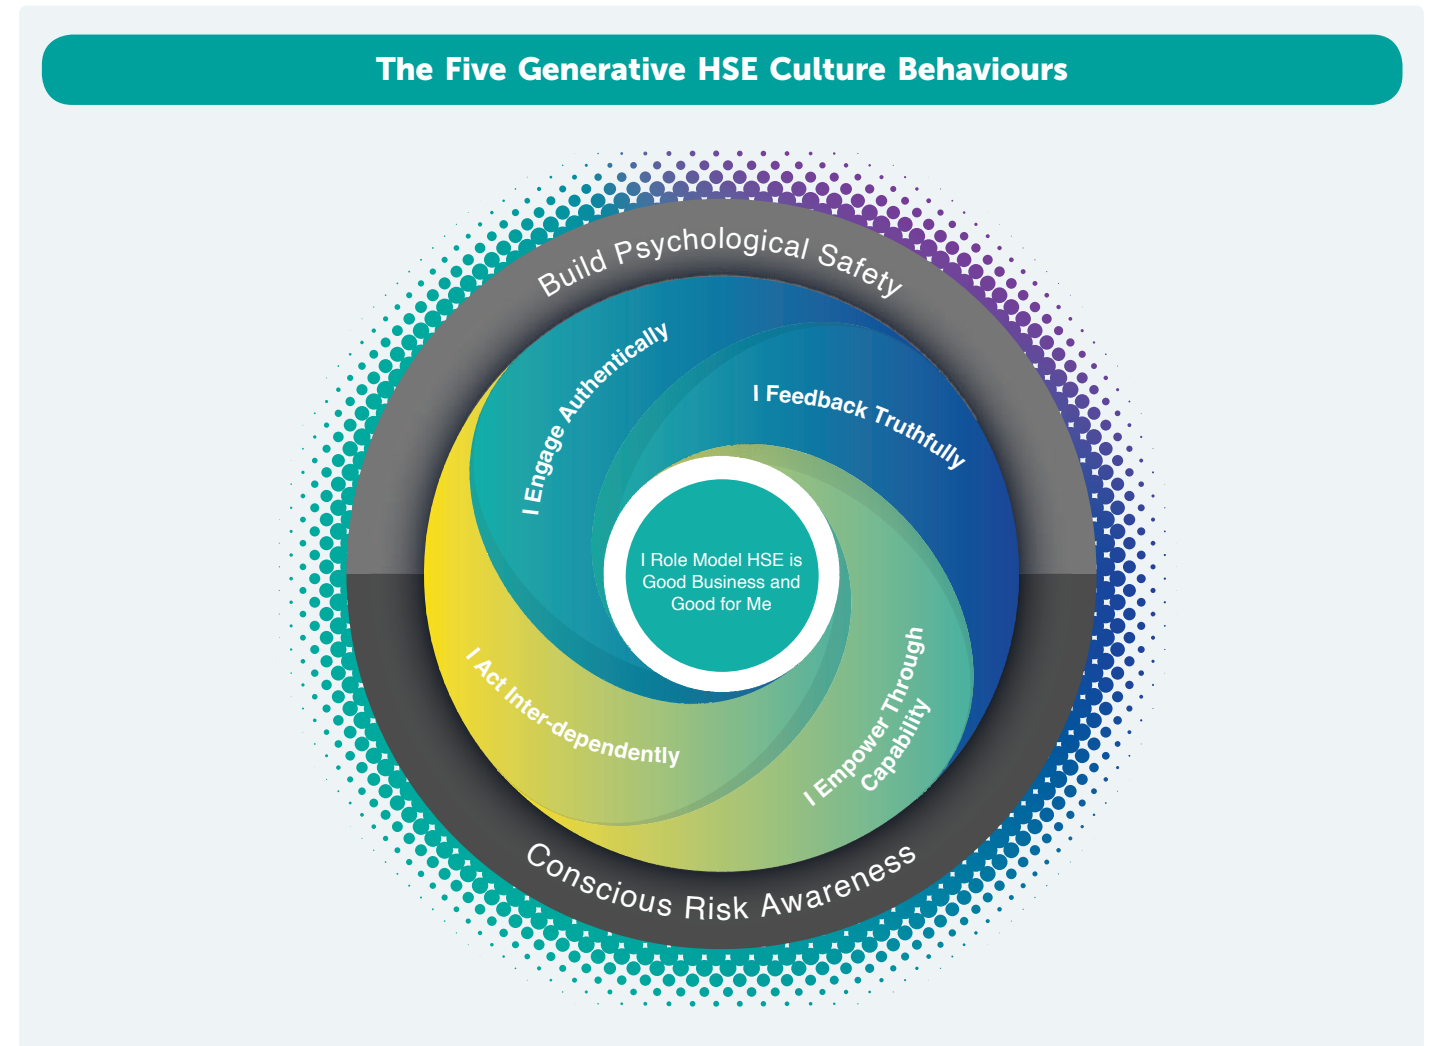 The Five Generative HSE Culture Behaviours
Build Psychological Safety
I Engage Authentically
I Feedback Truthfully
I Role Model HSE is
Good Business and
Good for Me
I Act Inter-dependently
I Empower Through
Capability
Conscious Risk Awareness